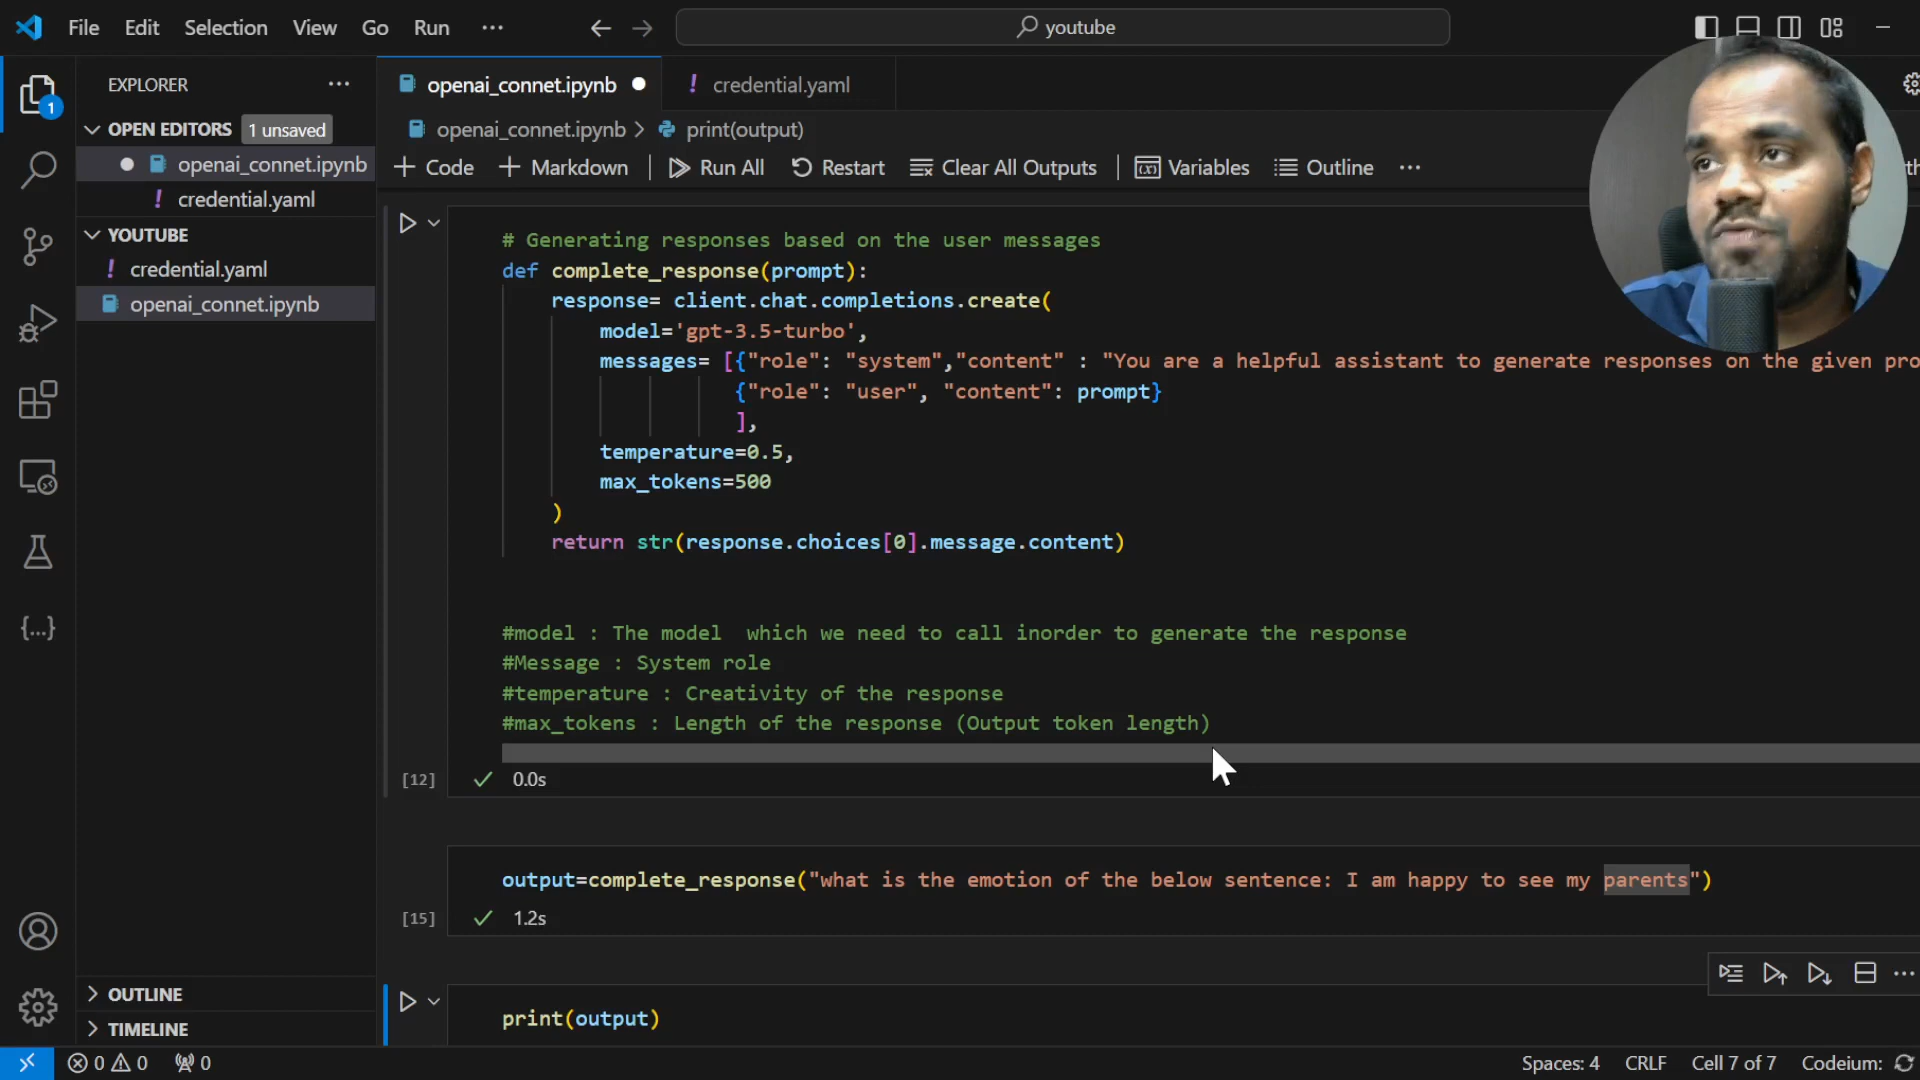 File Edit Selection View Go Run ...
youtube
EXPLORER
OPEN EDITORS 1 unsaved
openai_connet.ipynb
credential.yaml
YOUTUBE
credential.yaml
openai_connet.ipynb
OUTLINE
TIMELINE
openai_connet.ipynb credential.yaml
openai_connet.ipynb > print(output)
+ Code + Markdown Run All Restart Clear All Outputs Variables Outline ...
# Generating responses based on the user messages
def complete_response(prompt):
response= client.chat.completions.create(
model='gpt-3.5-turbo',
messages= [{"role": "system","content" : "You are a helpful assistant to generate responses on the given pro
{"role": "user", "content": prompt}
],
temperature=0.5,
max_tokens=500
)
return str(response.choices[0].message.content)
#model : The model  which we need to call inorder to generate the response
#Message : System role
#temperature : Creativity of the response
#max_tokens : Length of the response (Output token length)
[12] 0.0s
output=complete_response("what is the emotion of the below sentence: I am happy to see my parents")
[15] 1.2s
print(output)
0 0 0 Spaces: 4 CRLF Cell 7 of 7 Codeium: